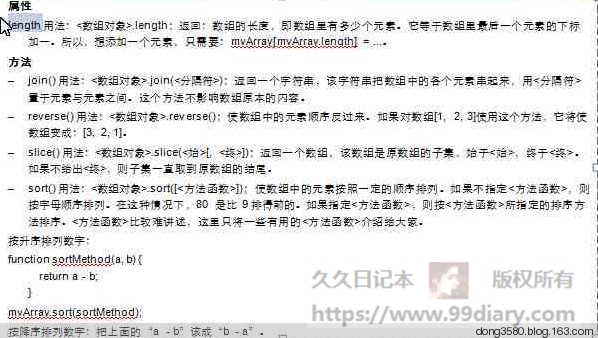 属性
length 用法：<数组对象>.length；返回：数组的长度，即数组里有多少个元素。它等于数组里最后一个元素的下标
加一。所以，想添加一个元素，只需要：myArray[myArray.length] = ...。
方法
– join() 用法：<数组对象>.join(<分隔符>)；返回一个字符串，该字符串把数组中的各个元素串起来，用<分隔符>
置于元素与元素之间。这个方法不影响数组原本的内容。
– reverse() 用法：<数组对象>.reverse()；使数组中的元素顺序反过来。如果对数组[1, 2, 3]使用这个方法，它将使
数组变成：[3, 2, 1]。
– slice() 用法：<数组对象>.slice(<始>[, <终>])；返回一个数组，该数组是原数组的子集，始于<始>，终于<终>。
如果不给出<终>，则子集一直取到原数组的结尾。
– sort() 用法：<数组对象>.sort([<方法函数>])；使数组中的元素按照一定的顺序排列。如果不指定<方法函数>，则
按字母顺序排列。在这种情况下，80 是比 9 排得前的。如果指定<方法函数>，则按<方法函数>所指定的排序方
法排序。<方法函数>比较难讲述，这里只将一些有用的<方法函数>介绍给大家。
按升序排列数字：
function sortMethod(a, b) {
return a - b;
}
myArray.sort(sortMethod);
按降序排列数字：把上面的“a - b”该成“b - a”。
久久日记本 版权所有
https://www.99diary.com
dong3580.blog.163.com